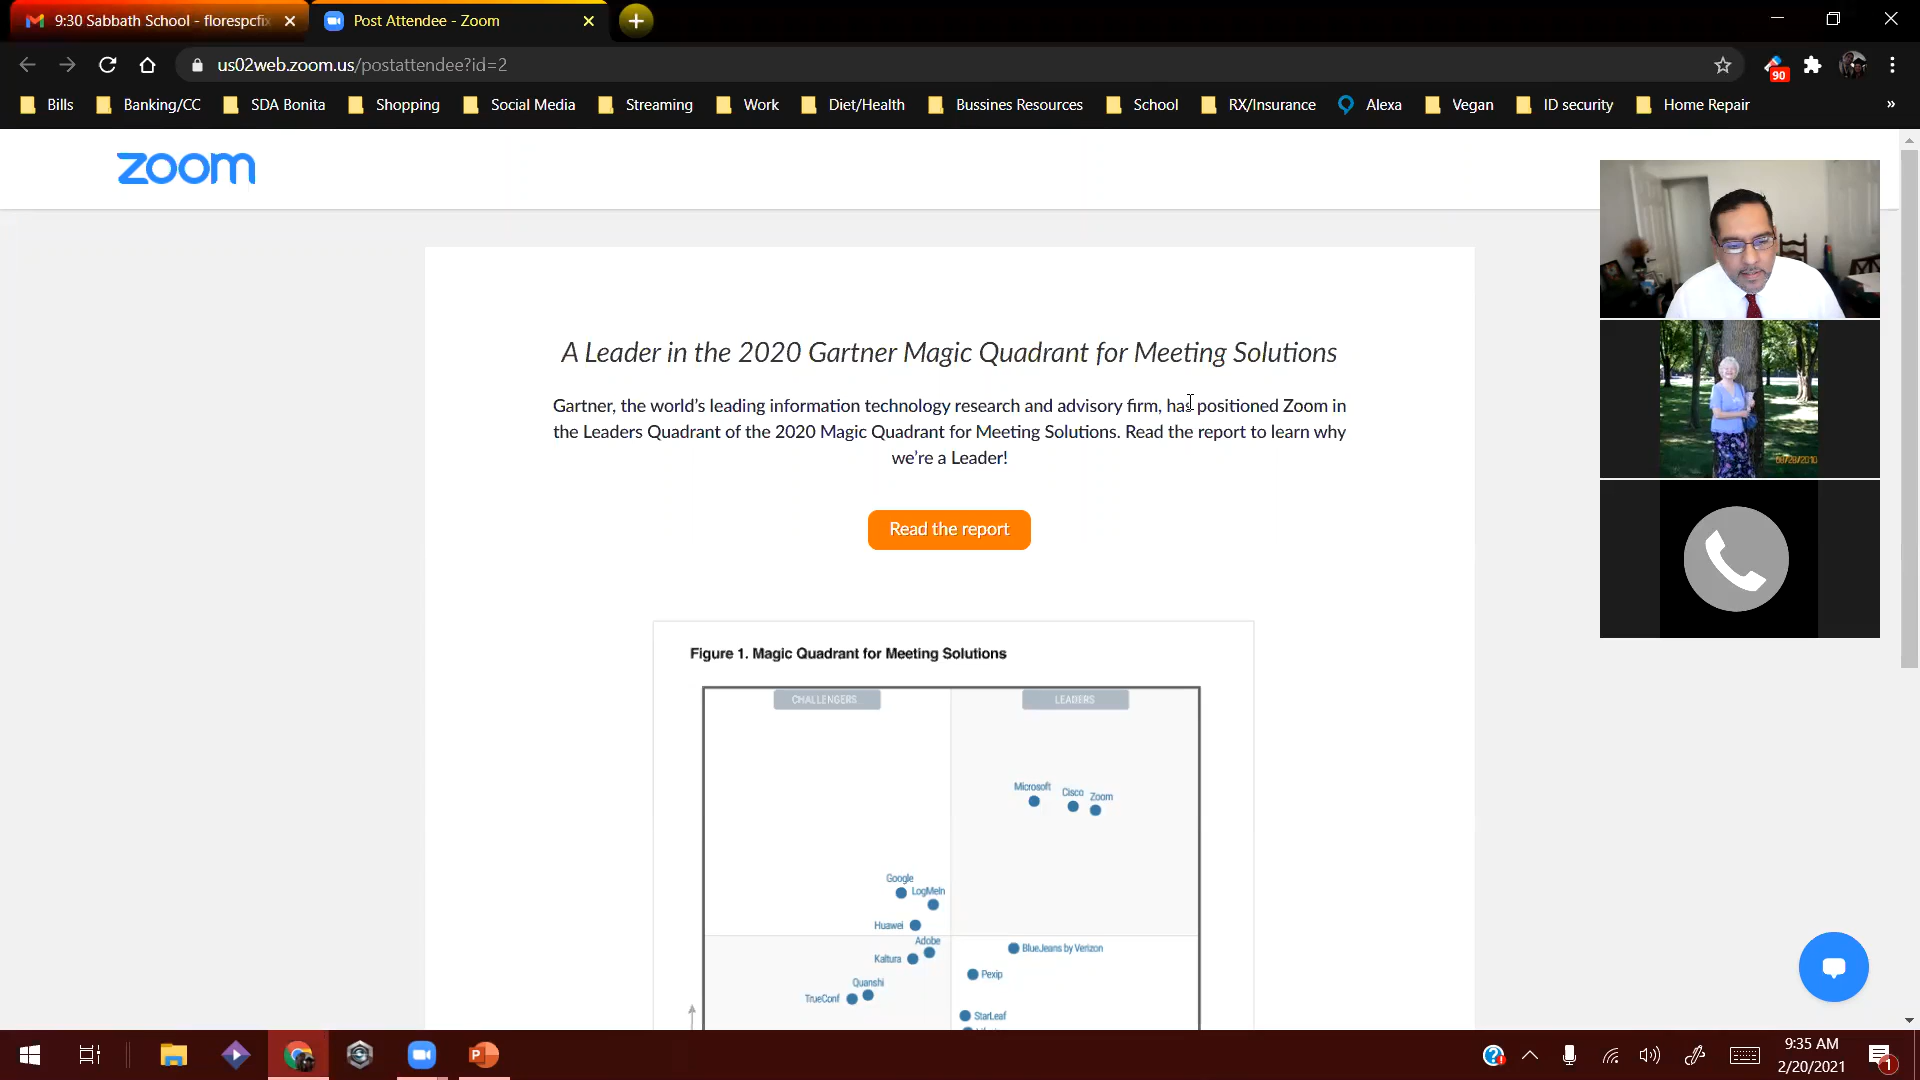 9:30 Sabbath School - florespcfix
Post Attendee - Zoom
us02web.zoom.us/postattendee?id=2
90
Bills
Banking/CC
SDA Bonita
Shopping
Social Media
Streaming
Work
Diet/Health
Bussines Resources
School
RX/Insurance
Alexa
Vegan
ID security
Home Repair
»
zoom
A Leader in the 2020 Gartner Magic Quadrant for Meeting Solutions
Gartner, the world's leading information technology research and advisory firm, has positioned Zoom in
the Leaders Quadrant of the 2020 Magic Quadrant for Meeting Solutions. Read the report to learn why
we're a Leader!
Read the report
Figure 1. Magic Quadrant for Meeting Solutions
CHALLENGERS
LEADERS
Microsoft
Cisco
Zoom
Google
LogMeIn
Huawei
Adobe
Kaltura
BlueJeans by Verizon
Pexip
Quanshi
TrueConf
StarLeaf
08/28/2010
9:35 AM
2/20/2021
1